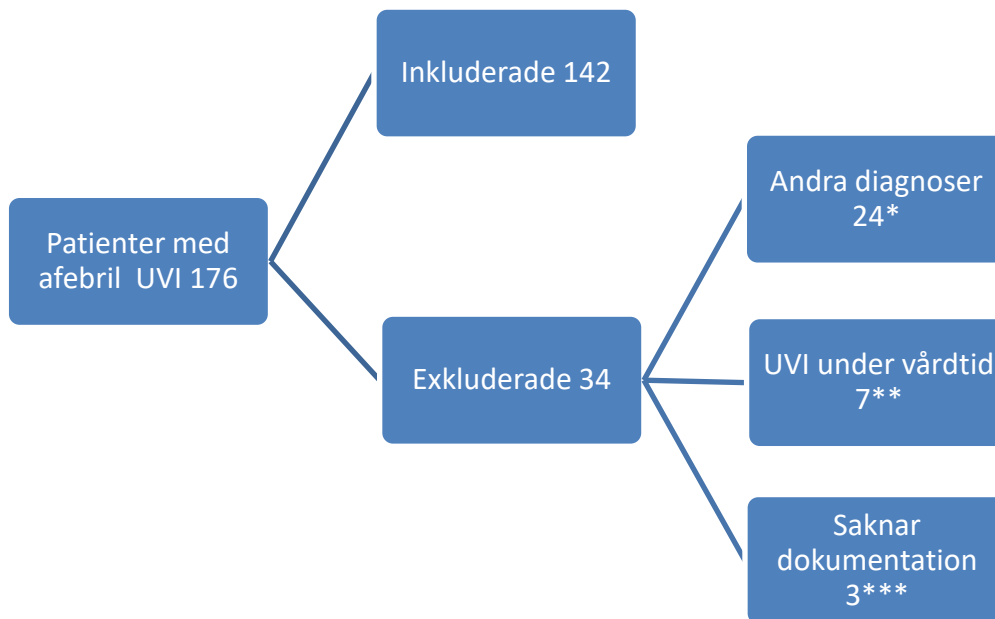 Inkluderade 142
Andra diagnoser
24*
Patienter med
afebril UVI 176
UVI under vårdtid
7**
Exkluderade 34
Saknar
dokumentation
3***